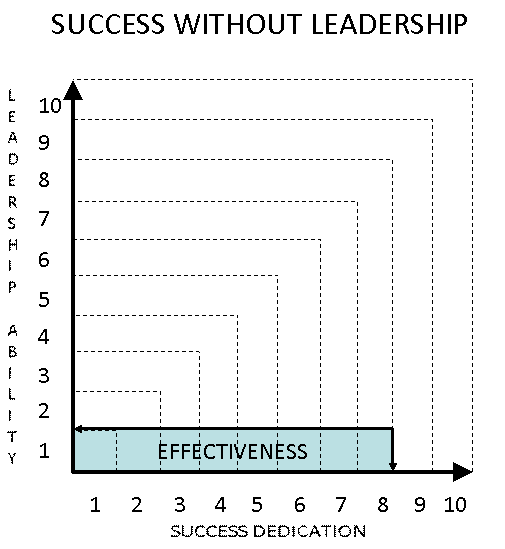 SUCCESS WITHOUT LEADERSHIP
LEADERSHIP ABILITY
10
9
8
7
6
5
4
3
2
1
EFFECTIVENESS
1 2 3 4 5 6 7 8 9 10
SUCCESS DEDICATION